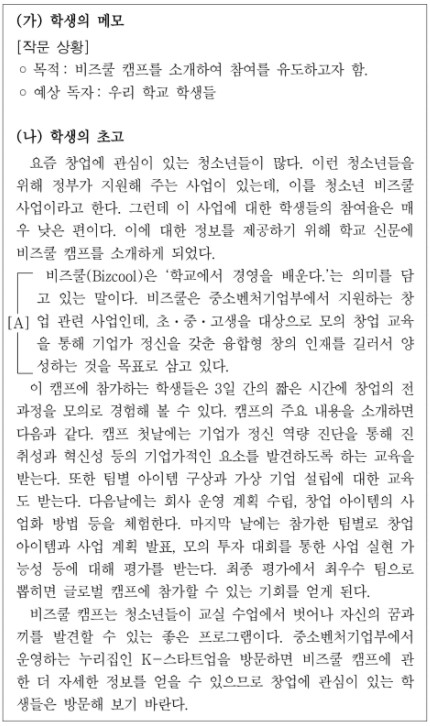 (가) 학생의 메모
[작문 상황]
○ 목적 : 비즈쿨 캠프를 소개하여 참여를 유도하고자 함.
○ 예상 독자 : 우리 학교 학생들
(나) 학생의 초고
요즘 창업에 관심이 있는 청소년들이 많다. 이런 청소년들을
위해 정부가 지원해 주는 사업이 있는데, 이를 청소년 비즈쿨
사업이라고 한다. 그런데 이 사업에 대한 학생들의 참여율은 매
우 낮은 편이다. 이에 대한 정보를 제공하기 위해 학교 신문에
비즈쿨 캠프를 소개하게 되었다.
비즈쿨(Bizcool)은 ‘학교에서 경영을 배운다.’는 의미를 담
고 있는 말이다. 비즈쿨은 중소벤처기업부에서 지원하는 창
[A] 업 관련 사업인데, 초·중·고생을 대상으로 모의 창업 교육
을 통해 기업가 정신을 갖춘 융합형 창의 인재를 길러서 양
성하는 것을 목표로 삼고 있다.
이 캠프에 참가하는 학생들은 3일 간의 짧은 시간에 창업의 전
과정을 모의로 경험해 볼 수 있다. 캠프의 주요 내용을 소개하면
다음과 같다. 캠프 첫날에는 기업가 정신 역량 진단을 통해 진
취성과 혁신성 등의 기업가적인 요소를 발견하도록 하는 교육을
받는다. 또한 팀별 아이템 구상과 가상 기업 설립에 대한 교육
도 받는다. 다음날에는 회사 운영 계획 수립, 창업 아이템의 사
업화 방법 등을 체험한다. 마지막 날에는 참가한 팀별로 창업
아이템과 사업 계획 발표, 모의 투자 대회를 통한 사업 실현 가
능성 등에 대해 평가를 받는다. 최종 평가에서 최우수 팀으로
뽑히면 글로벌 캠프에 참가할 수 있는 기회를 얻게 된다.
비즈쿨 캠프는 청소년들이 교실 수업에서 벗어나 자신의 꿈과
끼를 발견할 수 있는 좋은 프로그램이다. 중소벤처기업부에서
운영하는 누리집인 K-스타트업을 방문하면 비즈쿨 캠프에 관
한 더 자세한 정보를 얻을 수 있으므로 창업에 관심이 있는 학
생들은 방문해 보기 바란다.